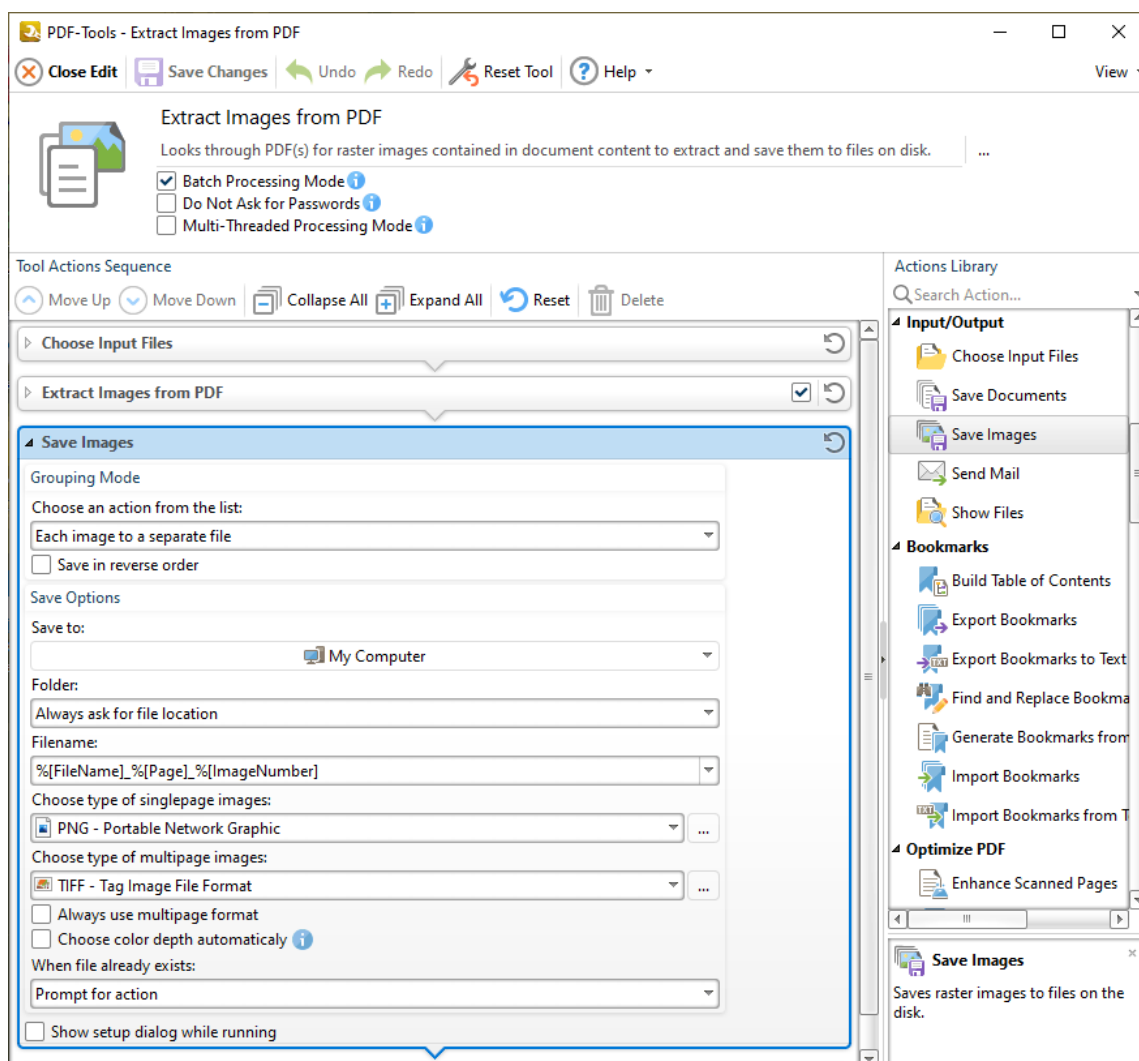 PDF-Tools - Extract Images from PDF
Close Edit Save Changes Undo Redo Reset Tool ? Help View
Extract Images from PDF
Looks through PDF(s) for raster images contained in document content to extract and save them to files on disk. ...
Batch Processing Mode i
Do Not Ask for Passwords i
Multi-Threaded Processing Mode i
Tool Actions Sequence
Move Up Move Down Collapse All Expand All Reset Delete
Choose Input Files
Extract Images from PDF
Save Images
Grouping Mode
Choose an action from the list:
Each image to a separate file
Save in reverse order
Save Options
Save to:
My Computer
Folder:
Always ask for file location
Filename:
%[FileName]_%[Page]_%[ImageNumber]
Choose type of singlepage images:
PNG - Portable Network Graphic ...
Choose type of multipage images:
TIFF - Tag Image File Format ...
Always use multipage format
Choose color depth automaticaly i
When file already exists:
Prompt for action
Show setup dialog while running
Actions Library
Search Action...
Input/Output
Choose Input Files
Save Documents
Save Images
Send Mail
Show Files
Bookmarks
Build Table of Contents
Export Bookmarks
TXT Export Bookmarks to Text
Find and Replace Bookma
Generate Bookmarks from
Import Bookmarks
TXT Import Bookmarks from T
Optimize PDF
Enhance Scanned Pages
Save Images
Saves raster images to files on the
disk.